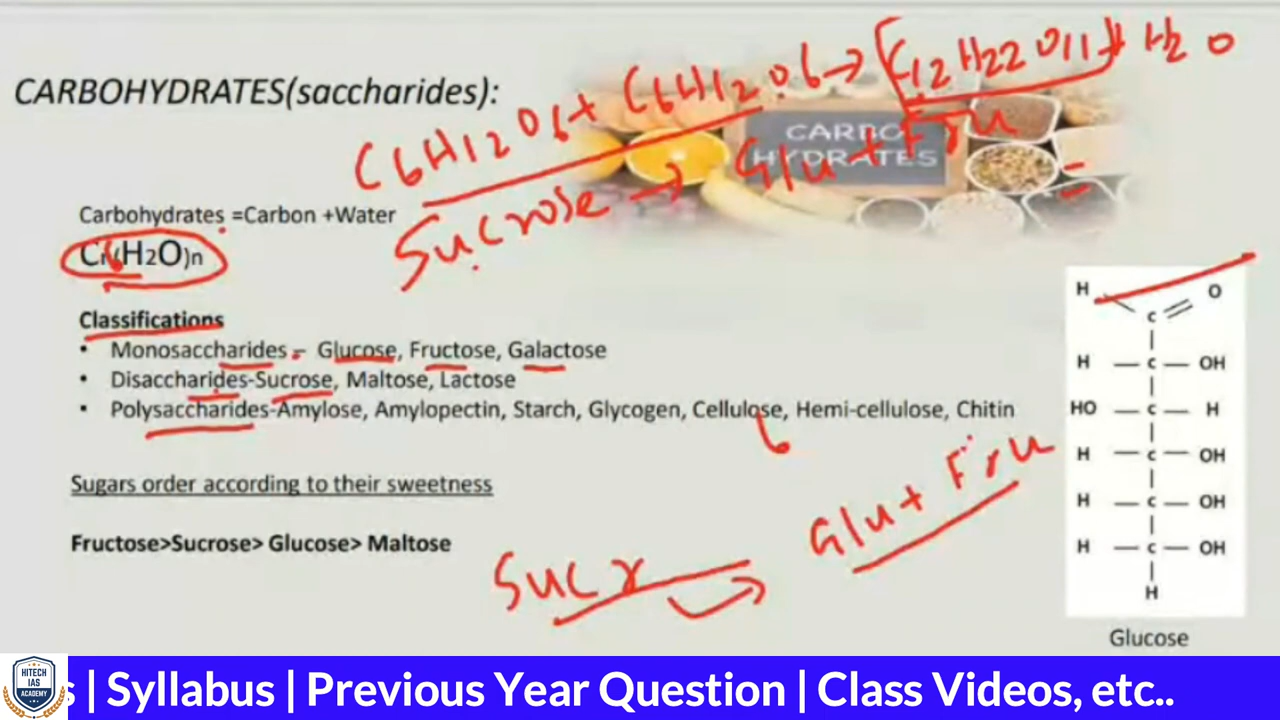 CARBOHYDRATES(saccharides):
C6H12O6+ C6H12O6→ [C12H22O11]+ H2O
CARBO
HYDRATES
Sucrose → Glu + Fru
Carbohydrates =Carbon +Water
Cn(H2O)n
6
Classifications
• Monosaccharides – Glucose, Fructose, Galactose
• Disaccharides-Sucrose, Maltose, Lactose
• Polysaccharides-Amylose, Amylopectin, Starch, Glycogen, Cellulose, Hemi-cellulose, Chitin
6
Sugars order according to their sweetness
Glu+ Fru
Fructose>Sucrose> Glucose> Maltose
Sucr
H O
C
H — C — OH
HO — C — H
H — C — OH
H — C — OH
H — C — OH
H
Glucose
HITECH
IAS
ACADEMY
s | Syllabus | Previous Year Question | Class Videos, etc..